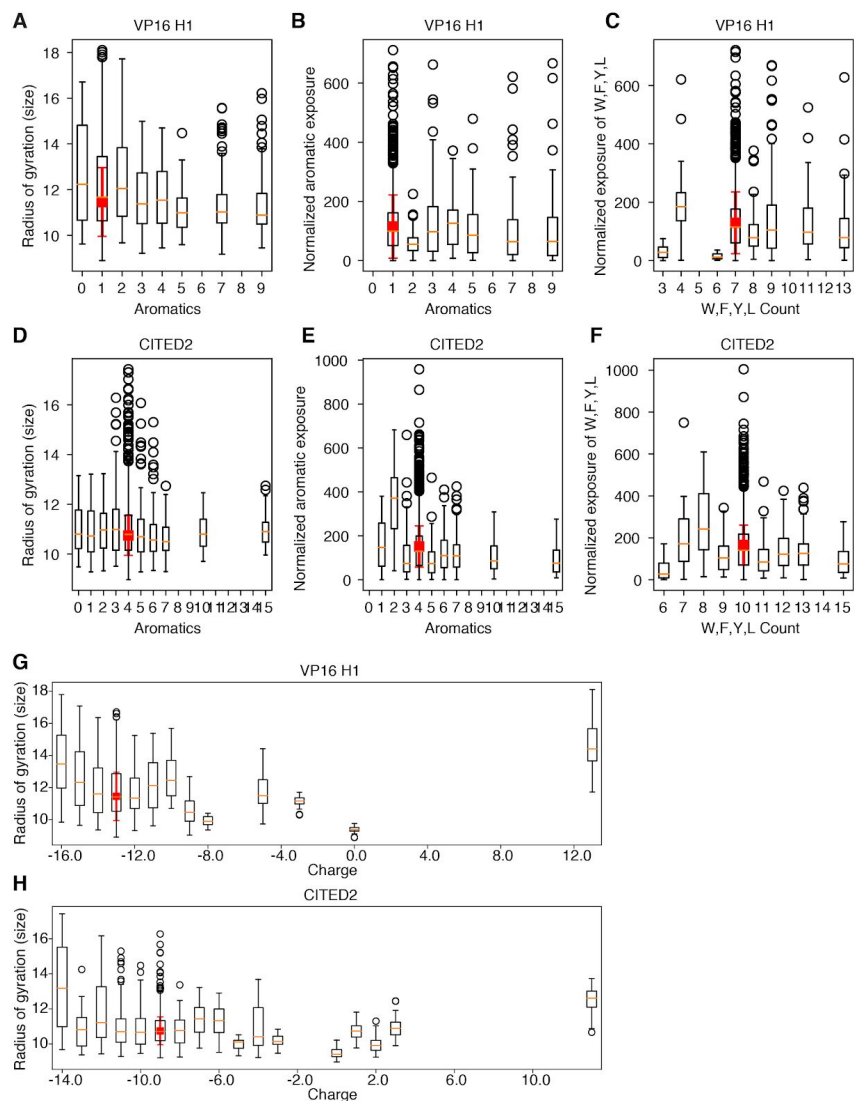 A
VP16 H1
Radius of gyration (size)
18
16
14
12
10
0 1 2 3 4 5 6 7 8 9
Aromatics
B
VP16 H1
Normalized aromatic exposure
600
400
200
0
0 1 2 3 4 5 6 7 8 9
Aromatics
C
VP16 H1
Normalized exposure of W,F,Y,L
600
400
200
0
3 4 5 6 7 8 9 10 11 12 13
W,F,Y,L Count
D
CITED2
Radius of gyration (size)
16
14
12
10
0 1 2 3 4 5 6 7 8 9 10 11 12 13 14 15
Aromatics
E
CITED2
Normalized aromatic exposure
1000
800
600
400
200
0
0 1 2 3 4 5 6 7 8 9 10 11 12 13 14 15
Aromatics
F
CITED2
Normalized exposure of W,F,Y,L
1000
800
600
400
200
0
6 7 8 9 10 11 12 13 14 15
W,F,Y,L Count
G
VP16 H1
Radius of gyration (size)
18
16
14
12
10
-16.0 -12.0 -8.0 -4.0 0.0 4.0 8.0 12.0
Charge
H
CITED2
Radius of gyration (size)
16
14
12
10
-14.0 -10.0 -6.0 -2.0 2.0 6.0 10.0
Charge